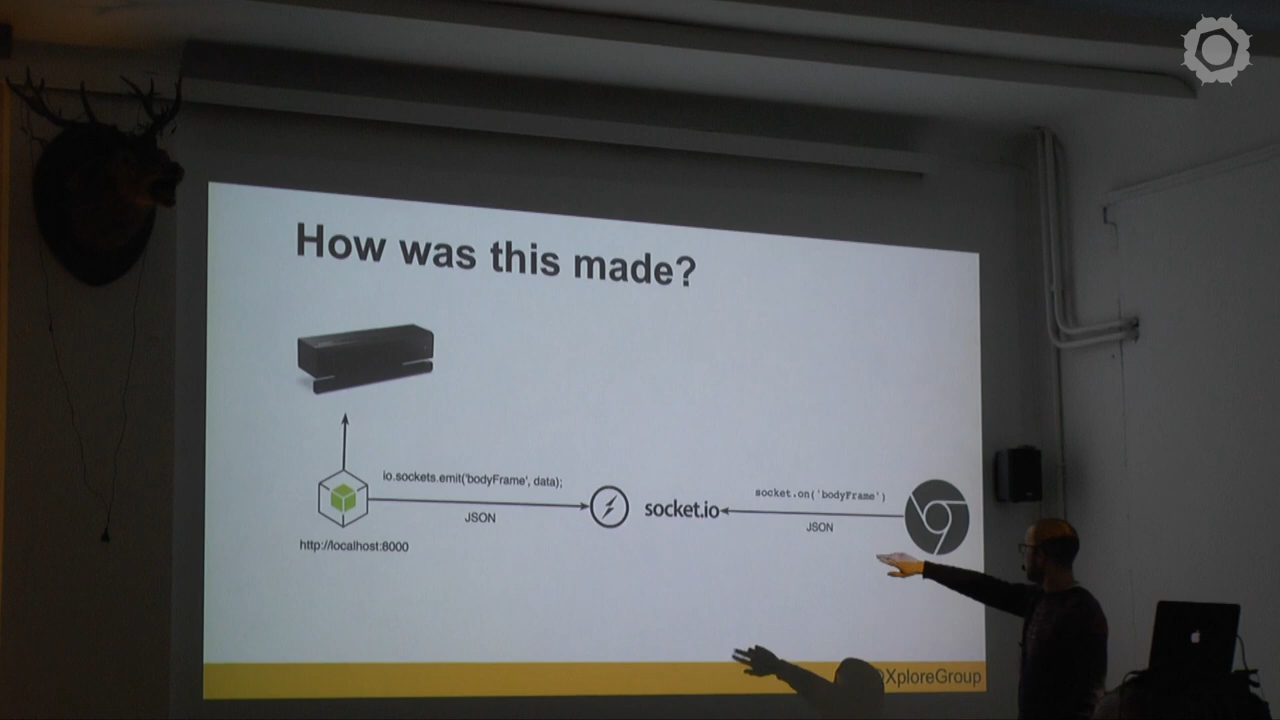 How was this made?
io.sockets.emit('bodyFrame', data);
JSON
socket.io
socket.on('bodyFrame')
JSON
http://localhost:8000
@XploreGroup